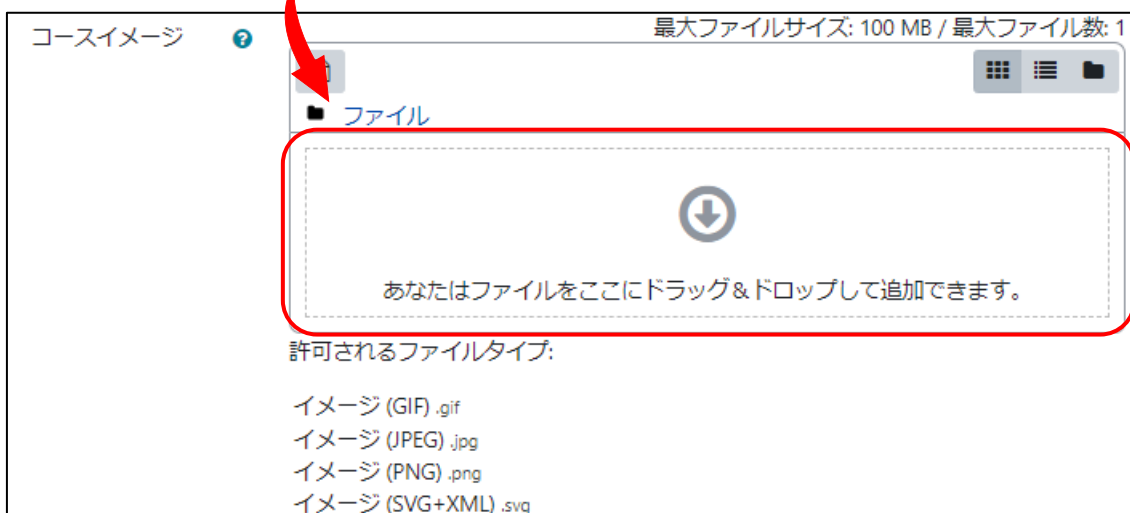 コースイメージ
最大ファイルサイズ: 100 MB / 最大ファイル数: 1
ファイル
あなたはファイルをここにドラッグ＆ドロップして追加できます。
許可されるファイルタイプ:
イメージ (GIF) .gif
イメージ (JPEG) .jpg
イメージ (PNG) .png
イメージ (SVG+XML) .svg